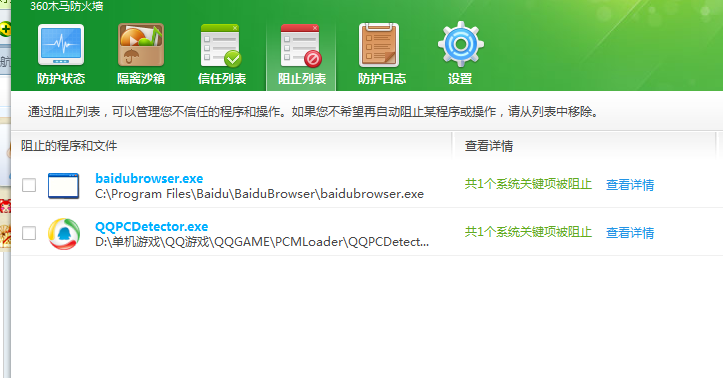 360木马防火墙
防护状态
隔离沙箱
信任列表
阻止列表
防护日志
设置
通过阻止列表，可以管理您不信任的程序和操作。如果您不希望再自动阻止某程序或操作，请从列表中移除。
阻止的程序和文件
查看详情
baidubrowser.exe
C:\Program Files\Baidu\BaiduBrowser\baidubrowser.exe
共1个系统关键项被阻止
查看详情
QQPCDetector.exe
D:\单机游戏\QQ游戏\QQGAME\PCMLoader\QQPCDetect...
共1个系统关键项被阻止
查看详情
航